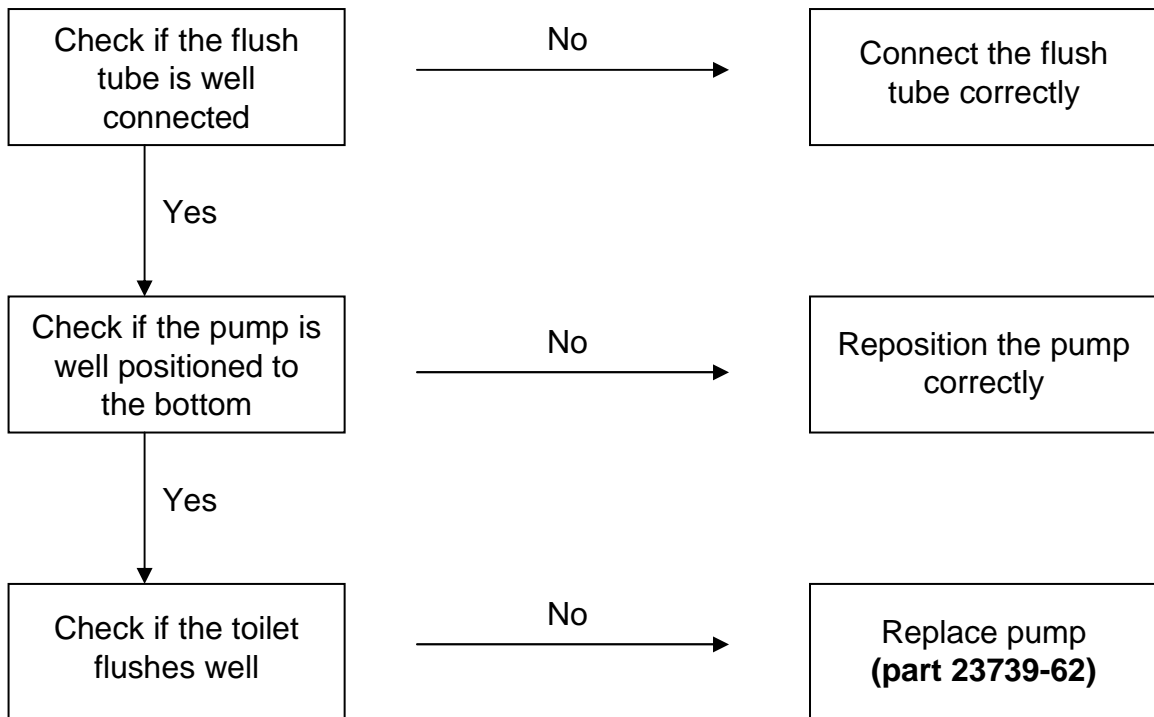 Check if the flush
tube is well
connected
No
Connect the flush
tube correctly
Yes
Check if the pump is
well positioned to
the bottom
No
Reposition the pump
correctly
Yes
Check if the toilet
flushes well
No
Replace pump
(part 23739-62)